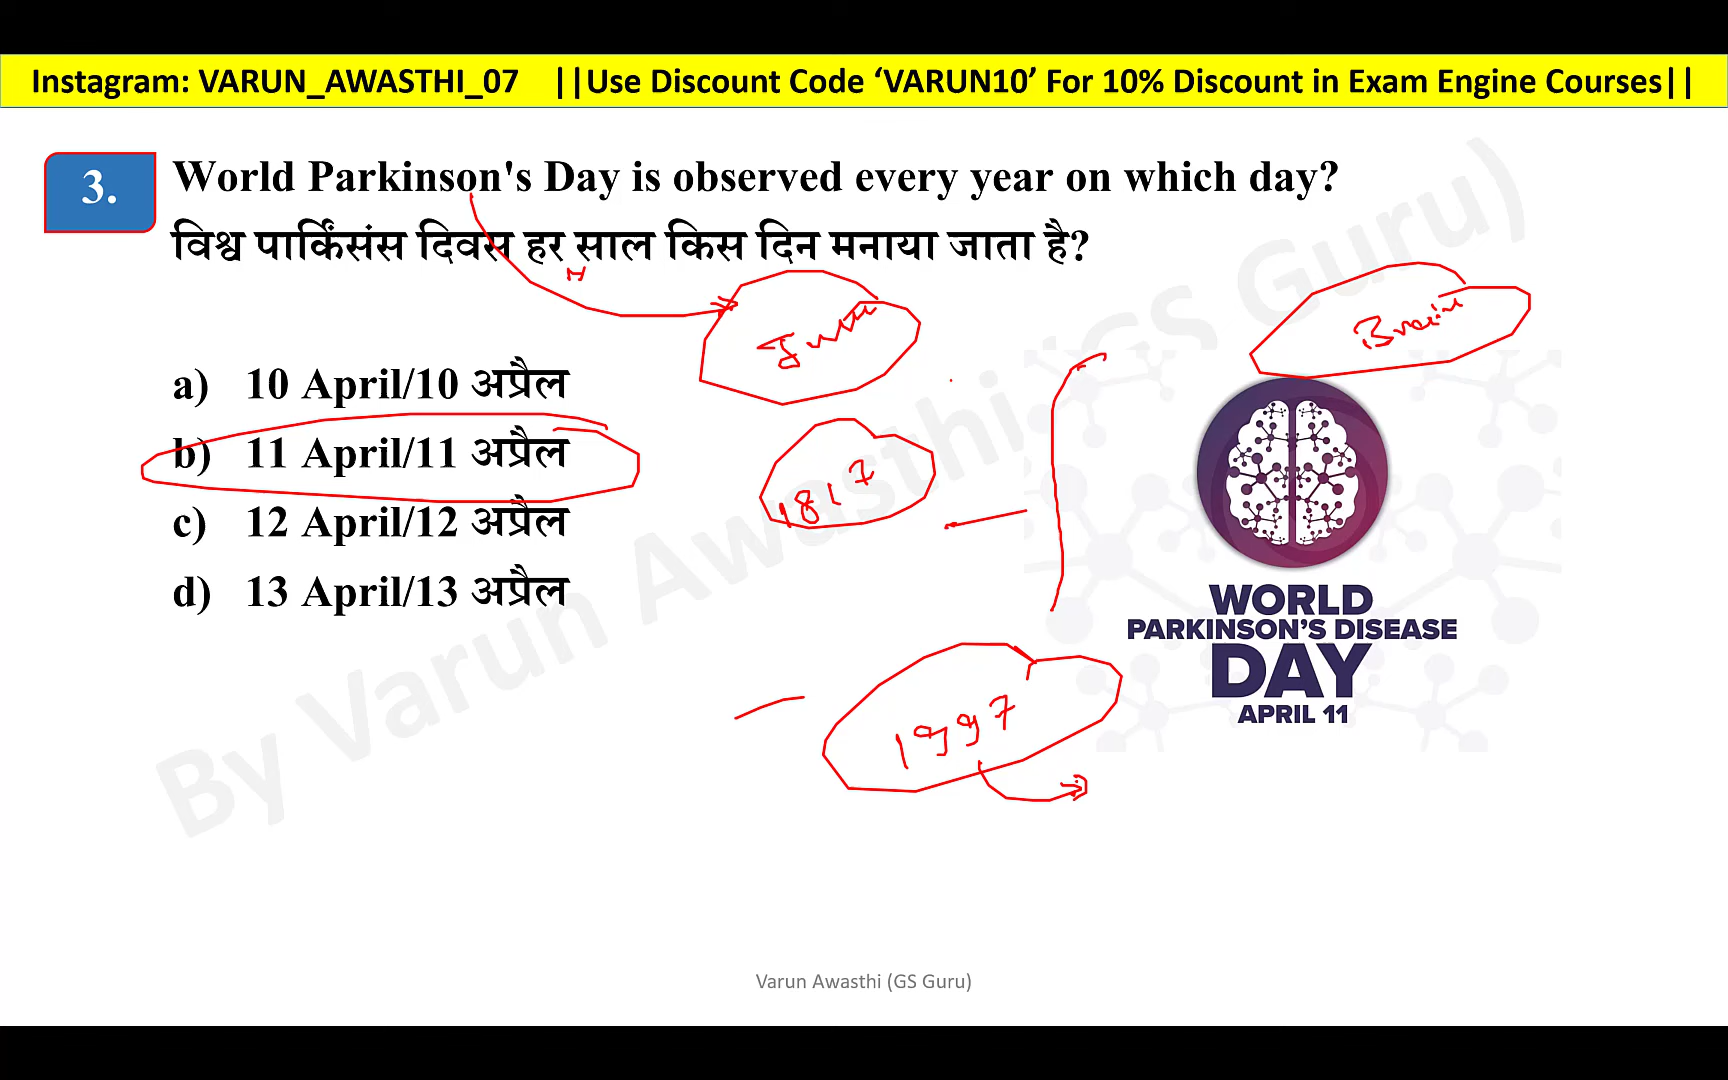 Instagram: VARUN_AWASTHI_07 ||Use Discount Code ‘VARUN10’ For 10% Discount in Exam Engine Courses||
3. World Parkinson's Day is observed every year on which day?
विश्व पार्किंसंस दिवस हर साल किस दिन मनाया जाता है?
Brain
a) 10 April/10 अप्रैल
b) 11 April/11 अप्रैल
1817
c) 12 April/12 अप्रैल
d) 13 April/13 अप्रैल
WORLD
PARKINSON'S DISEASE
DAY
APRIL 11
1997
By Varun Awasthi (GS Guru)
Varun Awasthi (GS Guru)